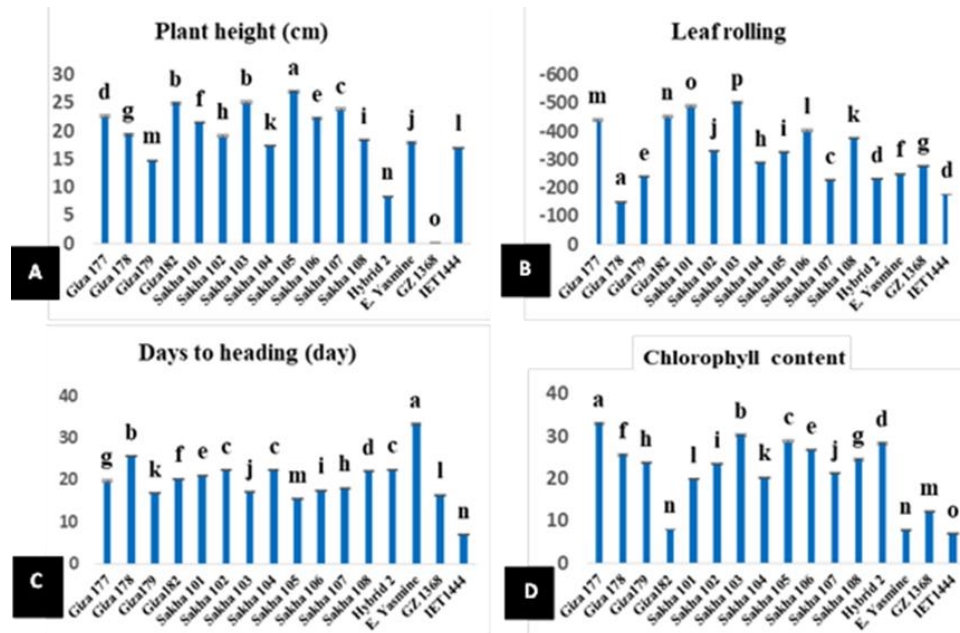 Plant height (cm)
30
25
20
15
10
5
0
d g m b f h b k a e c i n j o l
Giza 177 Giza 178 Giza179 Giza182 Sakha 101 Sakha 102 Sakha 103 Sakha 104 Sakha 105 Sakha 106 Sakha 107 Sakha 108 Hybrid 2 E. Yasmine GZ 1368 IET1444
A
Leaf rolling
-600
-500
-400
-300
-200
-100
0
m a e n o j p h i l c k d f g d
Giza 177 Giza 178 Giza179 Giza182 Sakha 101 Sakha 102 Sakha 103 Sakha 104 Sakha 105 Sakha 106 Sakha 107 Sakha 108 Hybrid 2 E. Yasmine GZ 1368 IET1444
B
Days to heading (day)
40
30
20
10
0
g b k f e c j c m i h d c a l n
Giza 177 Giza 178 Giza179 Giza182 Sakha 101 Sakha 102 Sakha 103 Sakha 104 Sakha 105 Sakha 106 Sakha 107 Sakha 108 Hybrid 2 E. Yasmine GZ 1368 IET1444
C
Chlorophyll content
40
30
20
10
0
a f h n l i b k c e j g d n m o
Giza 177 Giza 178 Giza179 Giza182 Sakha 101 Sakha 102 Sakha 103 Sakha 104 Sakha 105 Sakha 106 Sakha 107 Sakha 108 Hybrid 2 E. Yasmine GZ 1368 IET1444
D